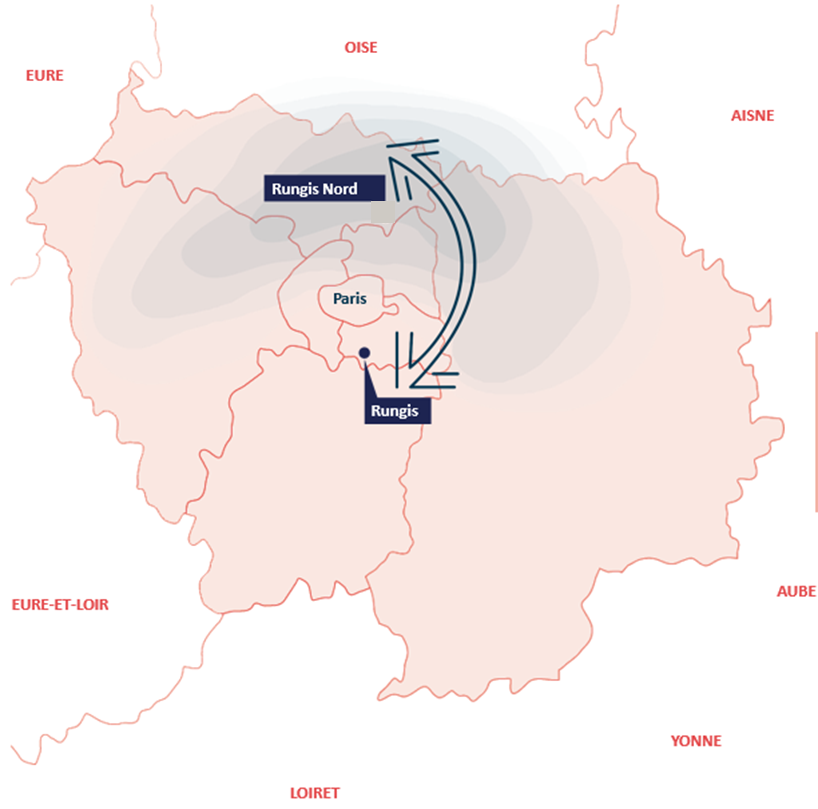 OISE
EURE
AISNE
Rungis Nord
Paris
Rungis
AUBE
EURE-ET-LOIR
YONNE
LOIRET